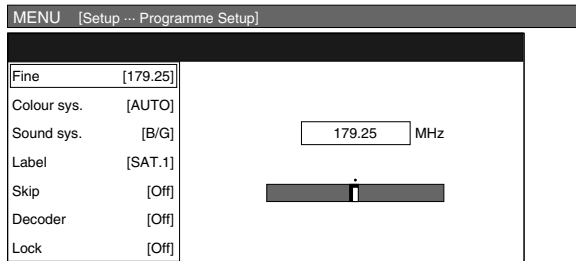 MENU [Setup ··· Programme Setup]
Fine [179.25]
Colour sys. [AUTO]
Sound sys. [B/G]
179.25 MHz
Label [SAT.1]
Skip [Off]
Decoder [Off]
Lock [Off]